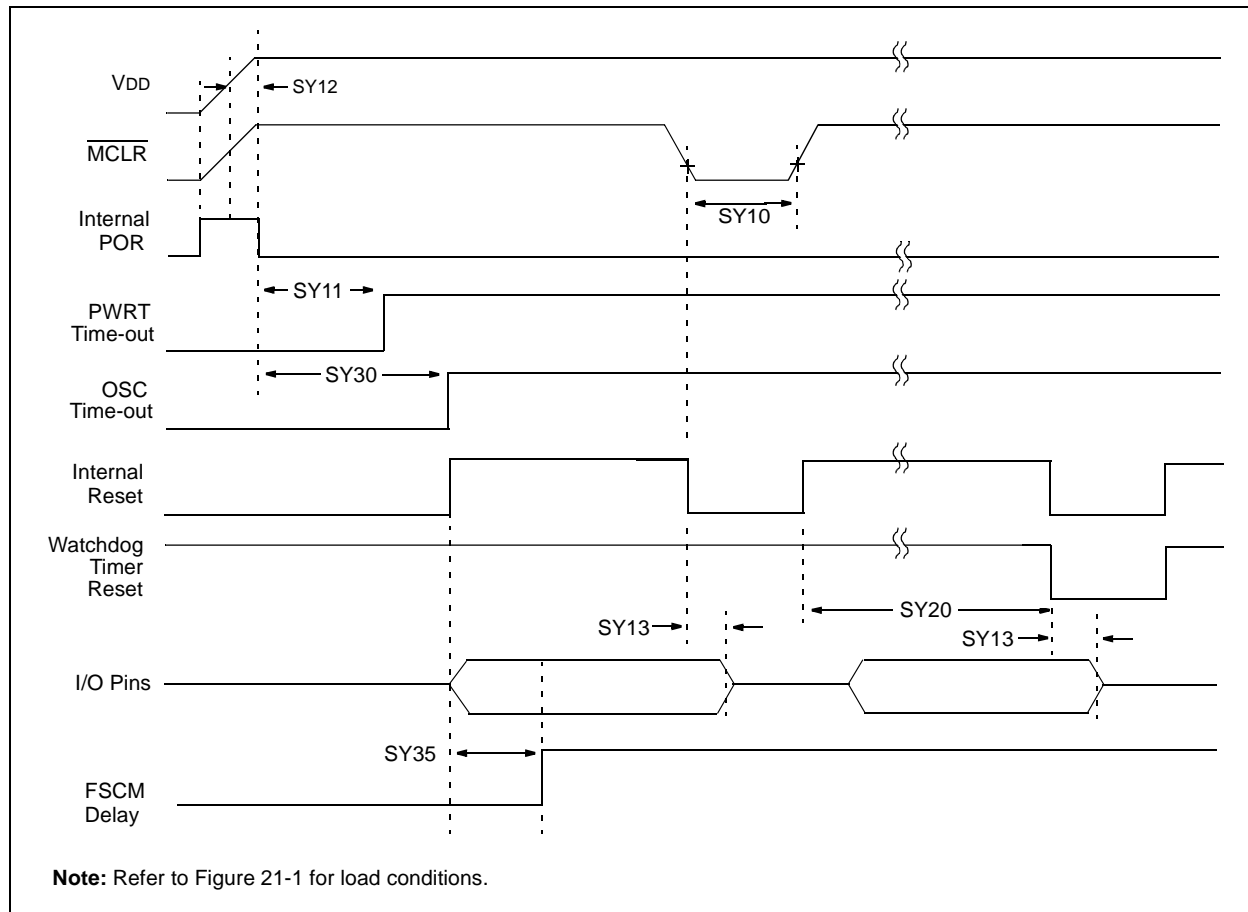 VDD
SY12
MCLR
SY10
Internal
POR
SY11
PWRT
Time-out
SY30
OSC
Time-out
Internal
Reset
Watchdog
Timer
Reset
SY20
SY13
SY13
I/O Pins
SY35
FSCM
Delay
Note: Refer to Figure 21-1 for load conditions.